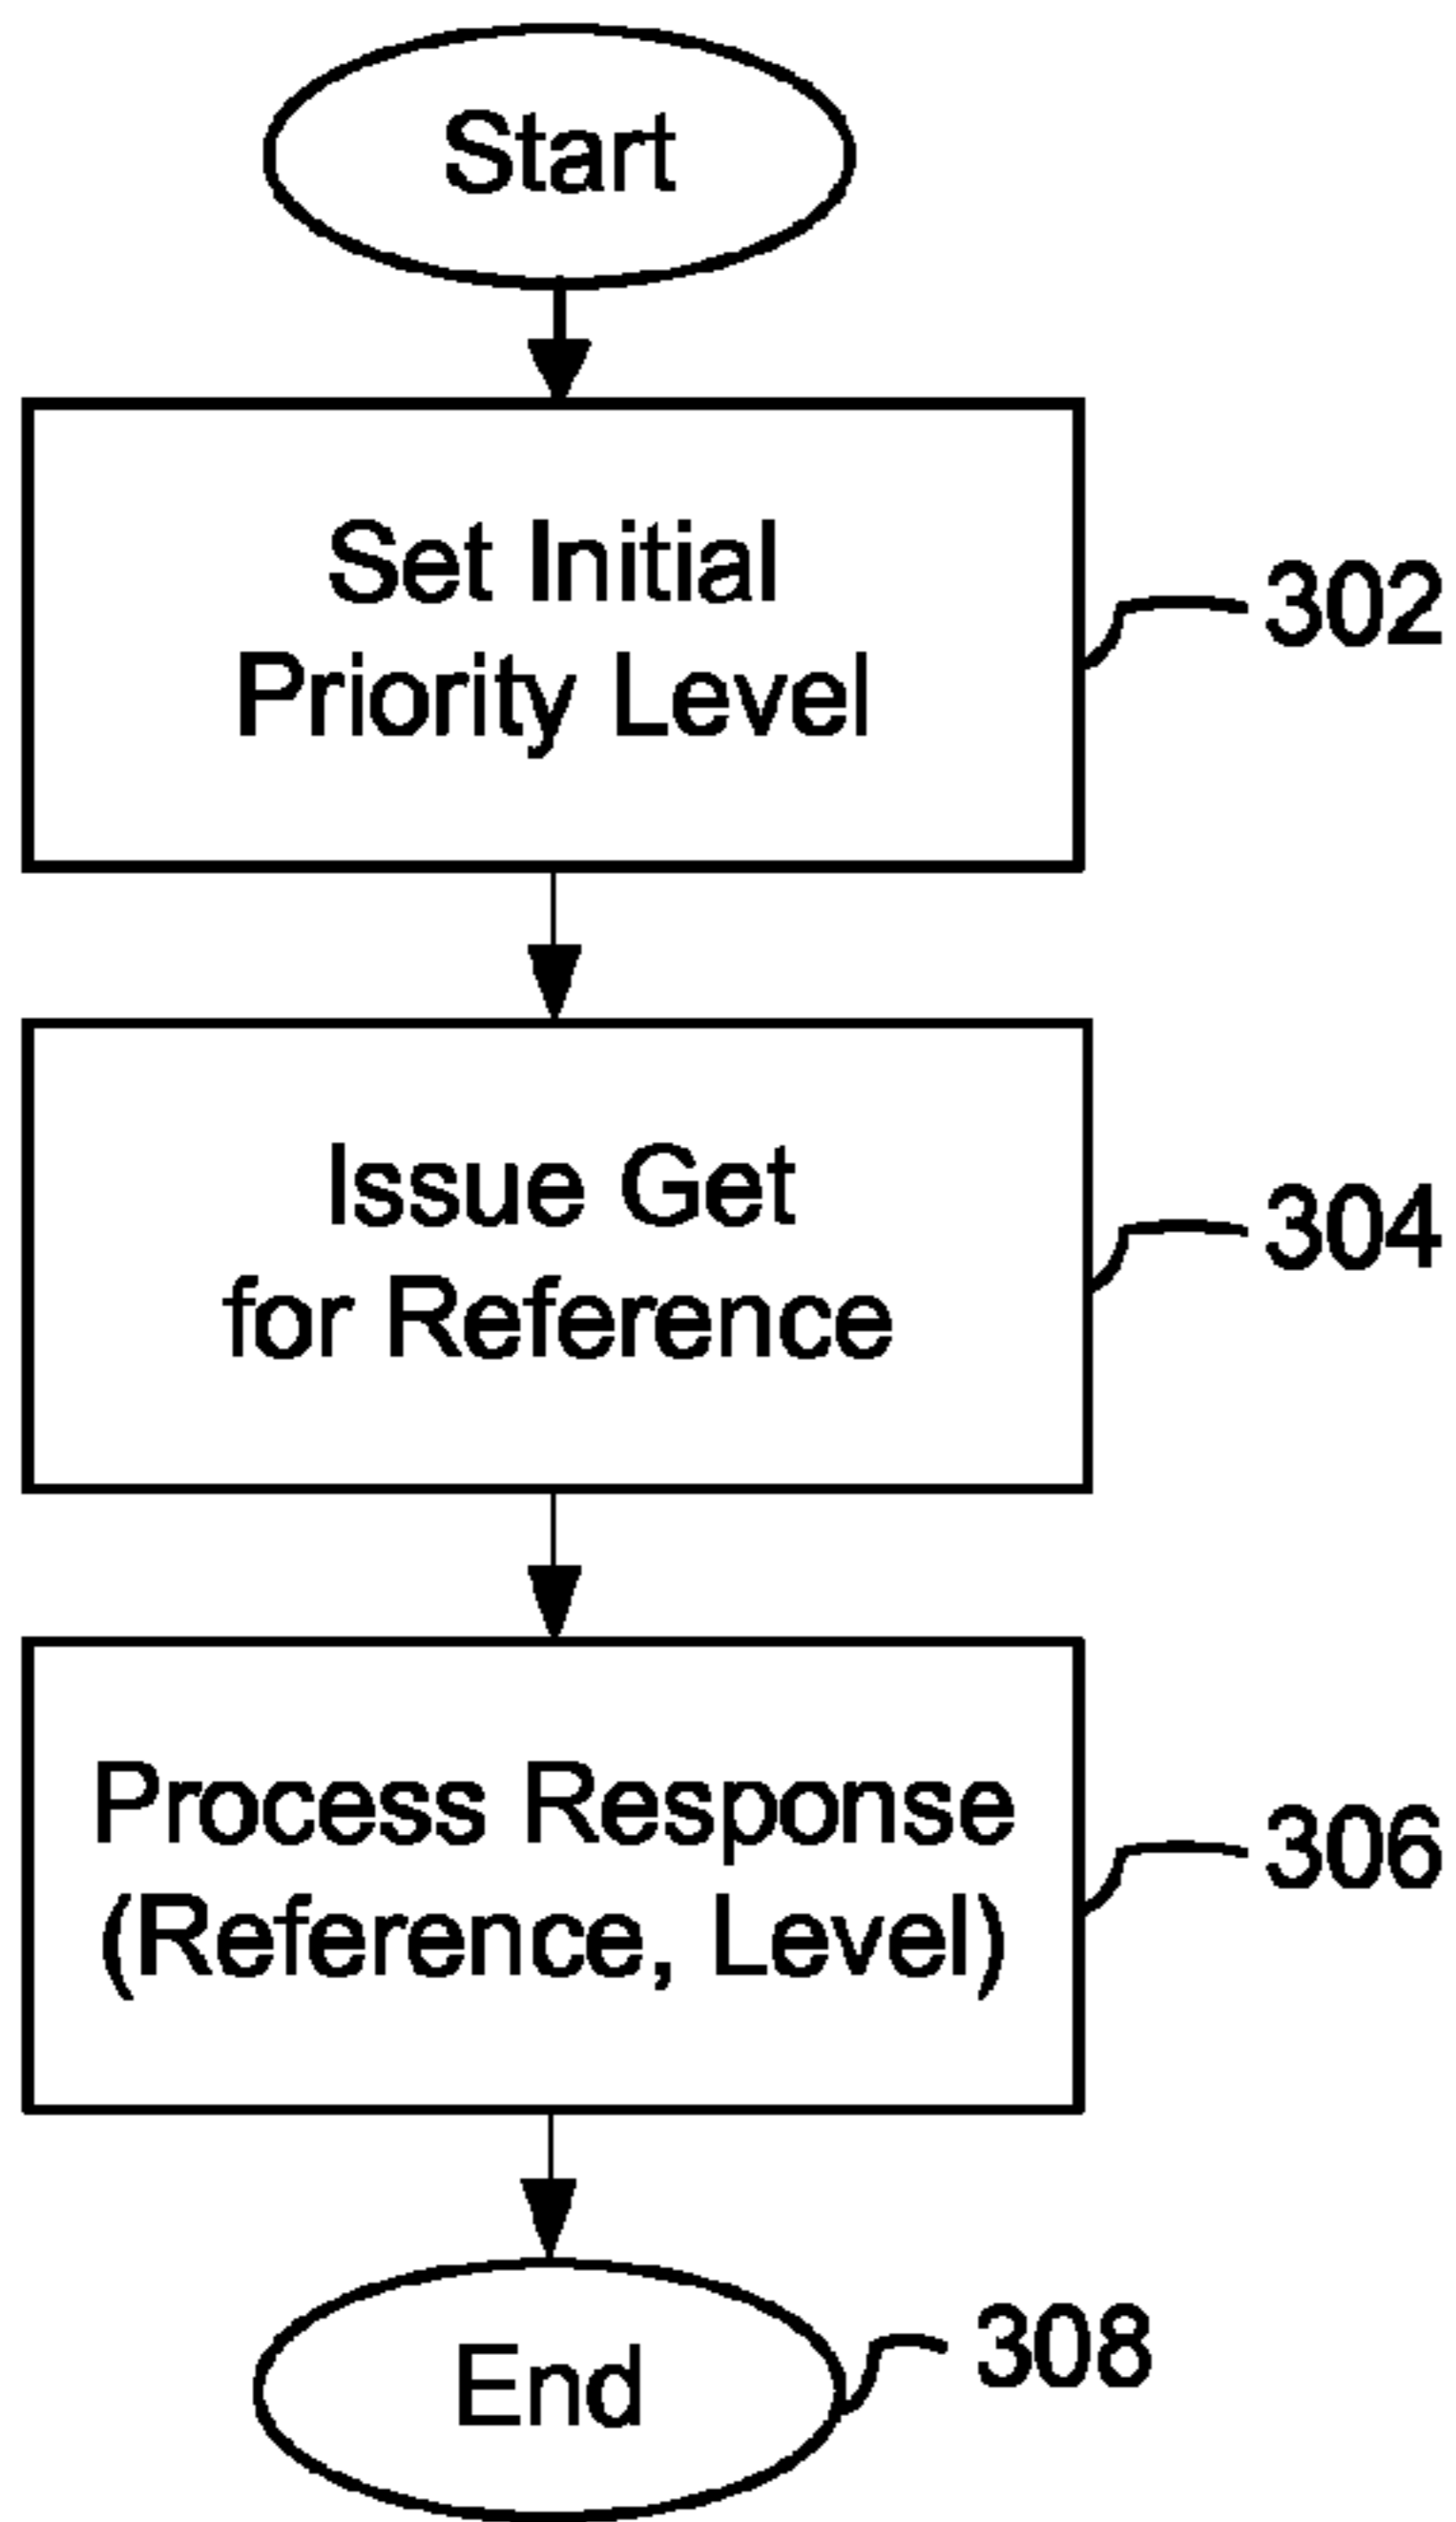 Start
Set Initial
Priority Level
302
Issue Get
for Reference
304
Process Response
(Reference, Level)
306
End
308